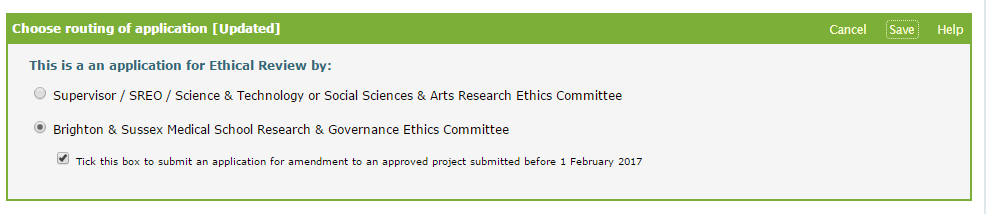 Choose routing of application [Updated] Cancel Save Help
This is a an application for Ethical Review by:
Supervisor / SREO / Science & Technology or Social Sciences & Arts Research Ethics Committee
Brighton & Sussex Medical School Research & Governance Ethics Committee
Tick this box to submit an application for amendment to an approved project submitted before 1 February 2017